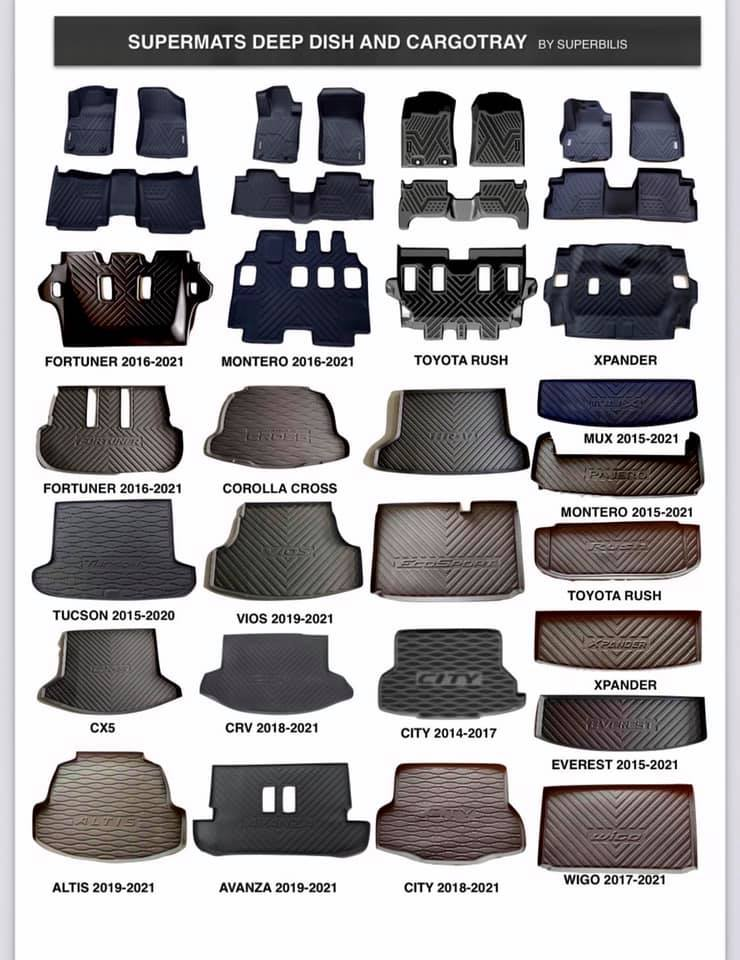 SUPERMATS DEEP DISH AND CARGOTRAY BY SUPERBILIS
FORTUNER 2016-2021
MONTERO 2016-2021
TOYOTA RUSH
XPANDER
FORTUNER
CROSS
MU-X
MUX 2015-2021
PAJERO
FORTUNER 2016-2021
COROLLA CROSS
MONTERO 2015-2021
VIOS
ECOSPORT
RUSH
TUCSON 2015-2020
VIOS 2019-2021
TOYOTA RUSH
XPANDER
XPANDER
CITY
CX5
CRV 2018-2021
CITY 2014-2017
EVEREST
EVEREST 2015-2021
ALTIS
CITY
WIGO
ALTIS 2019-2021
AVANZA 2019-2021
CITY 2018-2021
WIGO 2017-2021